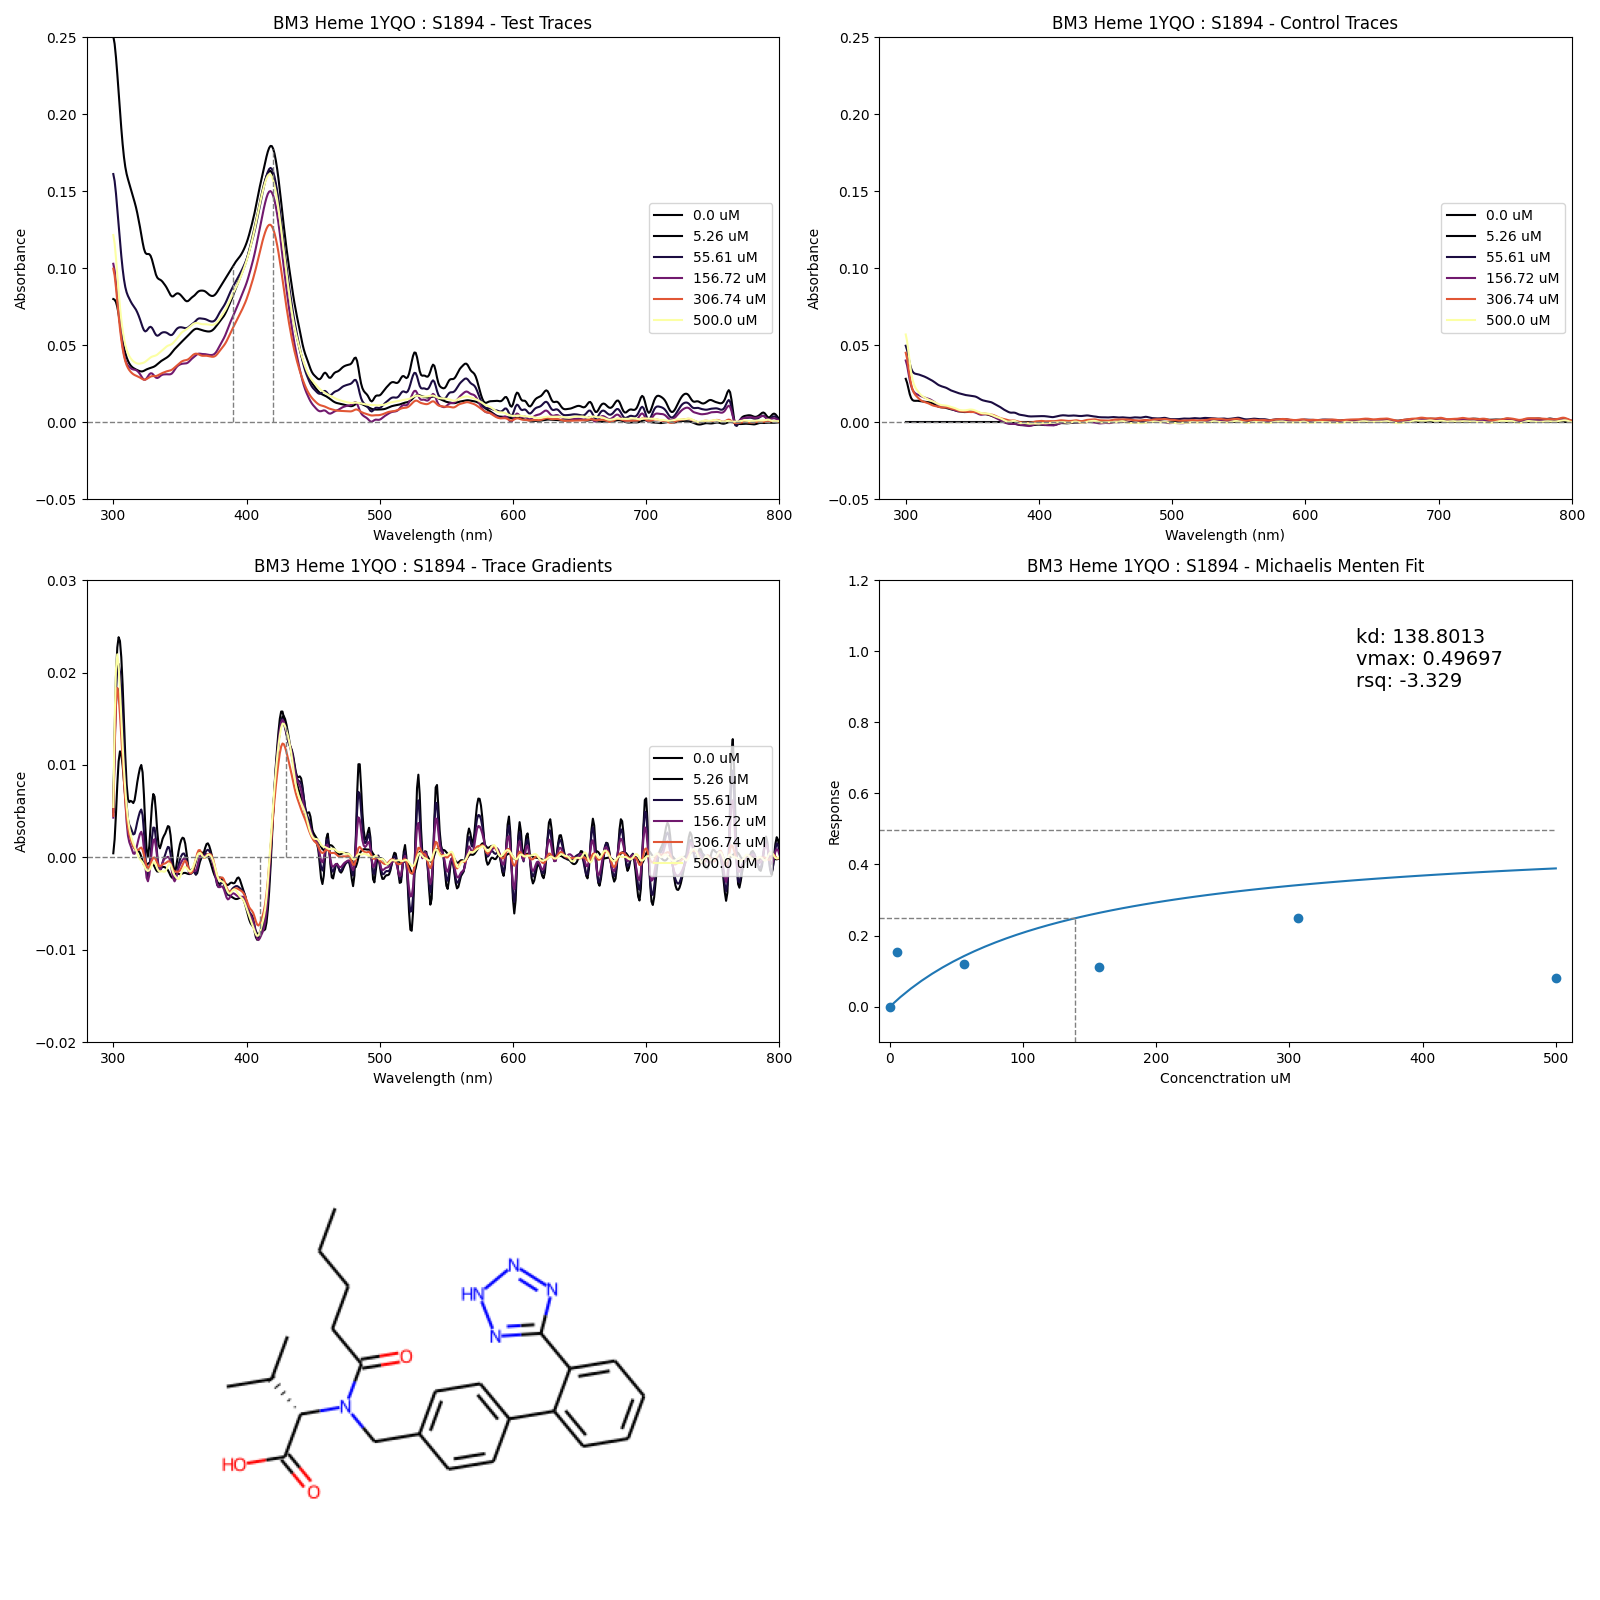 BM3 Heme 1YQO : S1894 - Test Traces
Absorbance
0.25
0.20
0.15
0.10
0.05
0.00
−0.05
300 400 500 600 700 800
Wavelength (nm)
0.0 uM
5.26 uM
55.61 uM
156.72 uM
306.74 uM
500.0 uM
BM3 Heme 1YQO : S1894 - Control Traces
Absorbance
0.25
0.20
0.15
0.10
0.05
0.00
−0.05
300 400 500 600 700 800
Wavelength (nm)
0.0 uM
5.26 uM
55.61 uM
156.72 uM
306.74 uM
500.0 uM
BM3 Heme 1YQO : S1894 - Trace Gradients
Absorbance
0.03
0.02
0.01
0.00
−0.01
−0.02
300 400 500 600 700 800
Wavelength (nm)
0.0 uM
5.26 uM
55.61 uM
156.72 uM
306.74 uM
500.0 uM
BM3 Heme 1YQO : S1894 - Michaelis Menten Fit
Response
1.2
1.0
0.8
0.6
0.4
0.2
0.0
0 100 200 300 400 500
Concenctration uM
kd: 138.8013
vmax: 0.49697
rsq: -3.329
N
HN
N
N
O
N
HO
O